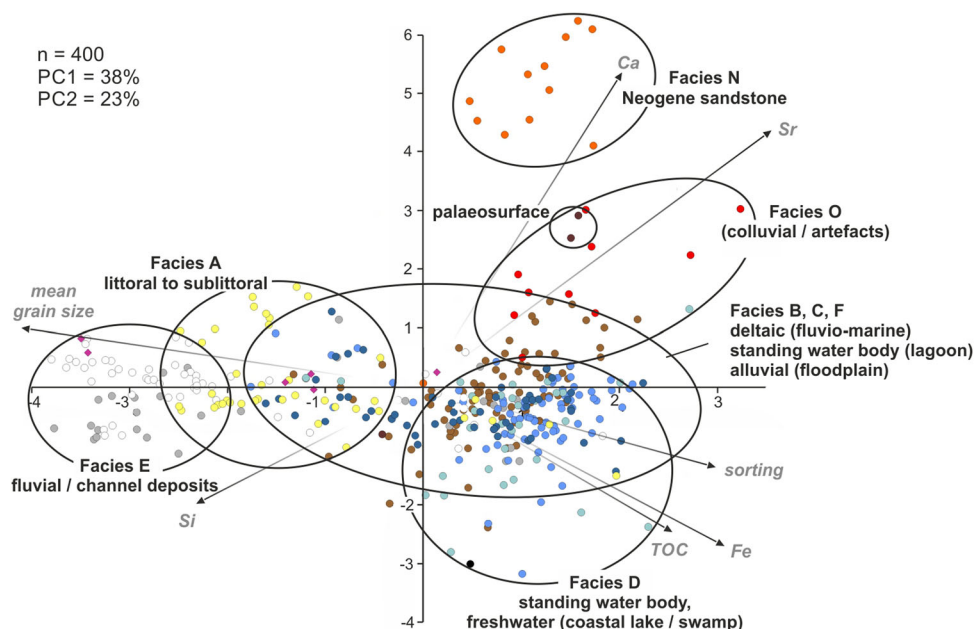 n = 400
PC1 = 38%
PC2 = 23%
6
5
4
3
2
1
-2
-3
-4
4
-3
-1
2
3
Ca
Facies N
Neogene sandstone
Sr
palaeosurface
Facies O
(colluvial / artefacts)
Facies A
littoral to sublittoral
mean
grain size
Facies B, C, F
deltaic (fluvio-marine)
standing water body (lagoon)
alluvial (floodplain)
Facies E
fluvial / channel deposits
Si
sorting
TOC
Fe
Facies D
standing water body,
freshwater (coastal lake / swamp)